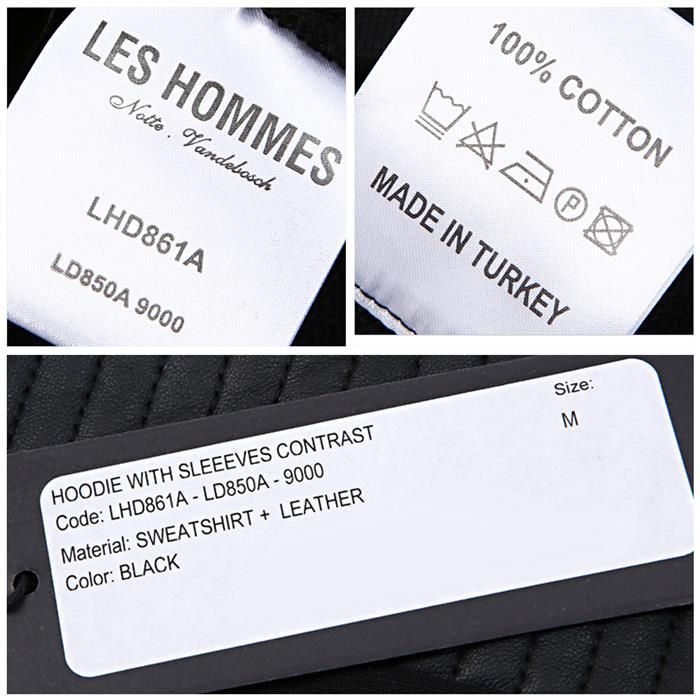 LES HOMMES
Notte . Vandebosch
LHD861A
LD850A 9000
100% COTTON
P
MADE IN TURKEY
Size:
M
HOODIE WITH SLEEEVES CONTRAST
Code: LHD861A - LD850A - 9000
Material: SWEATSHIRT + LEATHER
Color: BLACK